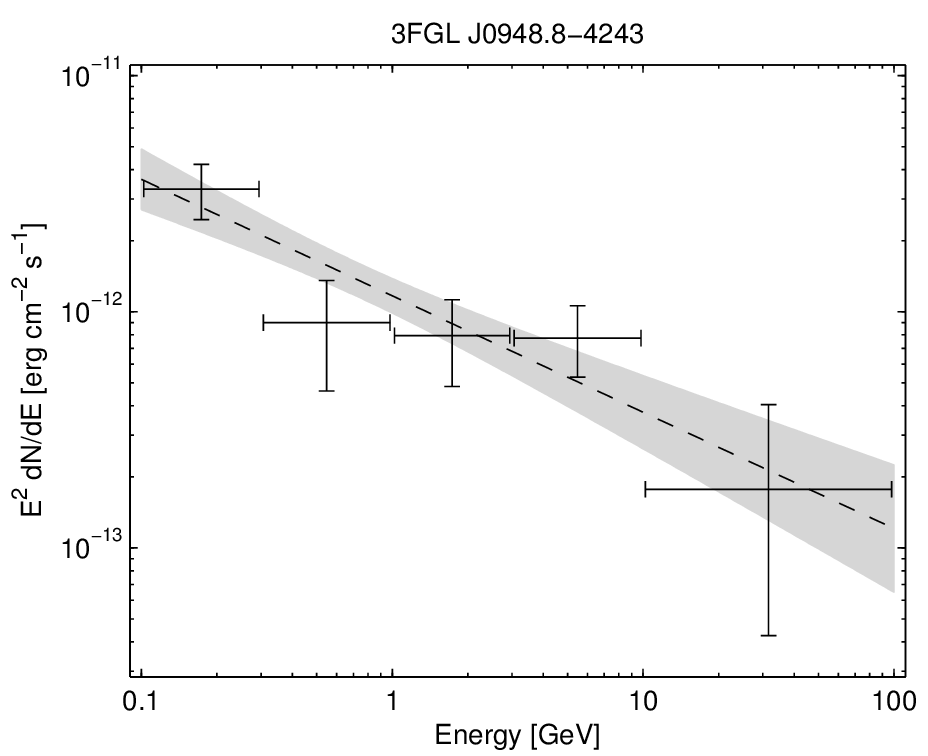 3FGL J0948.8−4243
10⁻¹¹
10⁻¹²
10⁻¹³
E² dN/dE [erg cm⁻² s⁻¹]
0.1 1 10 100
Energy [GeV]